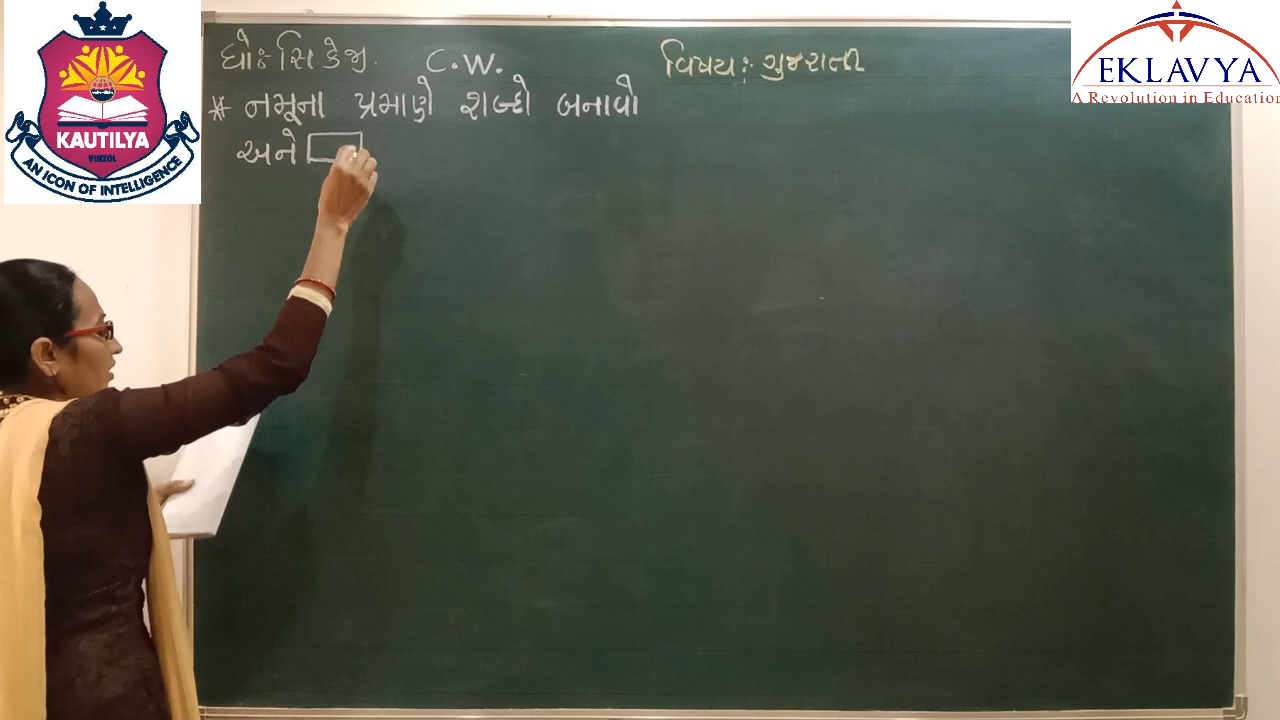 ધો઼: સિ કેજી. C.W. વિષય: ગુજરાતી
* નમૂના પ્રમાણે શબ્દો બનાવો
અને
KAUTILYA
VINZOL
AN ICON OF INTELLIGENCE
EKLAVYA
A Revolution in Education